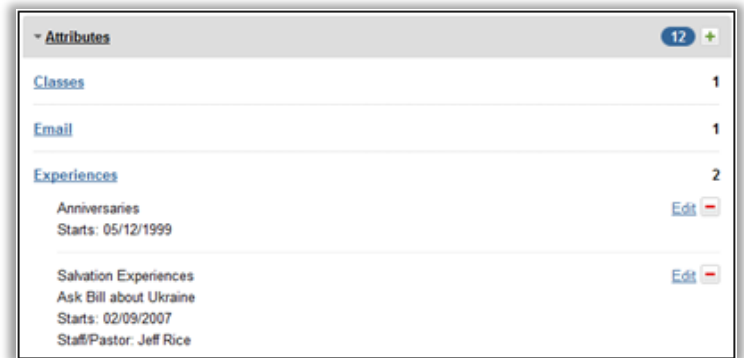 Attributes 12 +
Classes 1
Email 1
Experiences 2
Anniversaries Edit
Starts: 05/12/1999
Salvation Experiences Edit
Ask Bill about Ukraine
Starts: 02/09/2007
Staff/Pastor: Jeff Rice